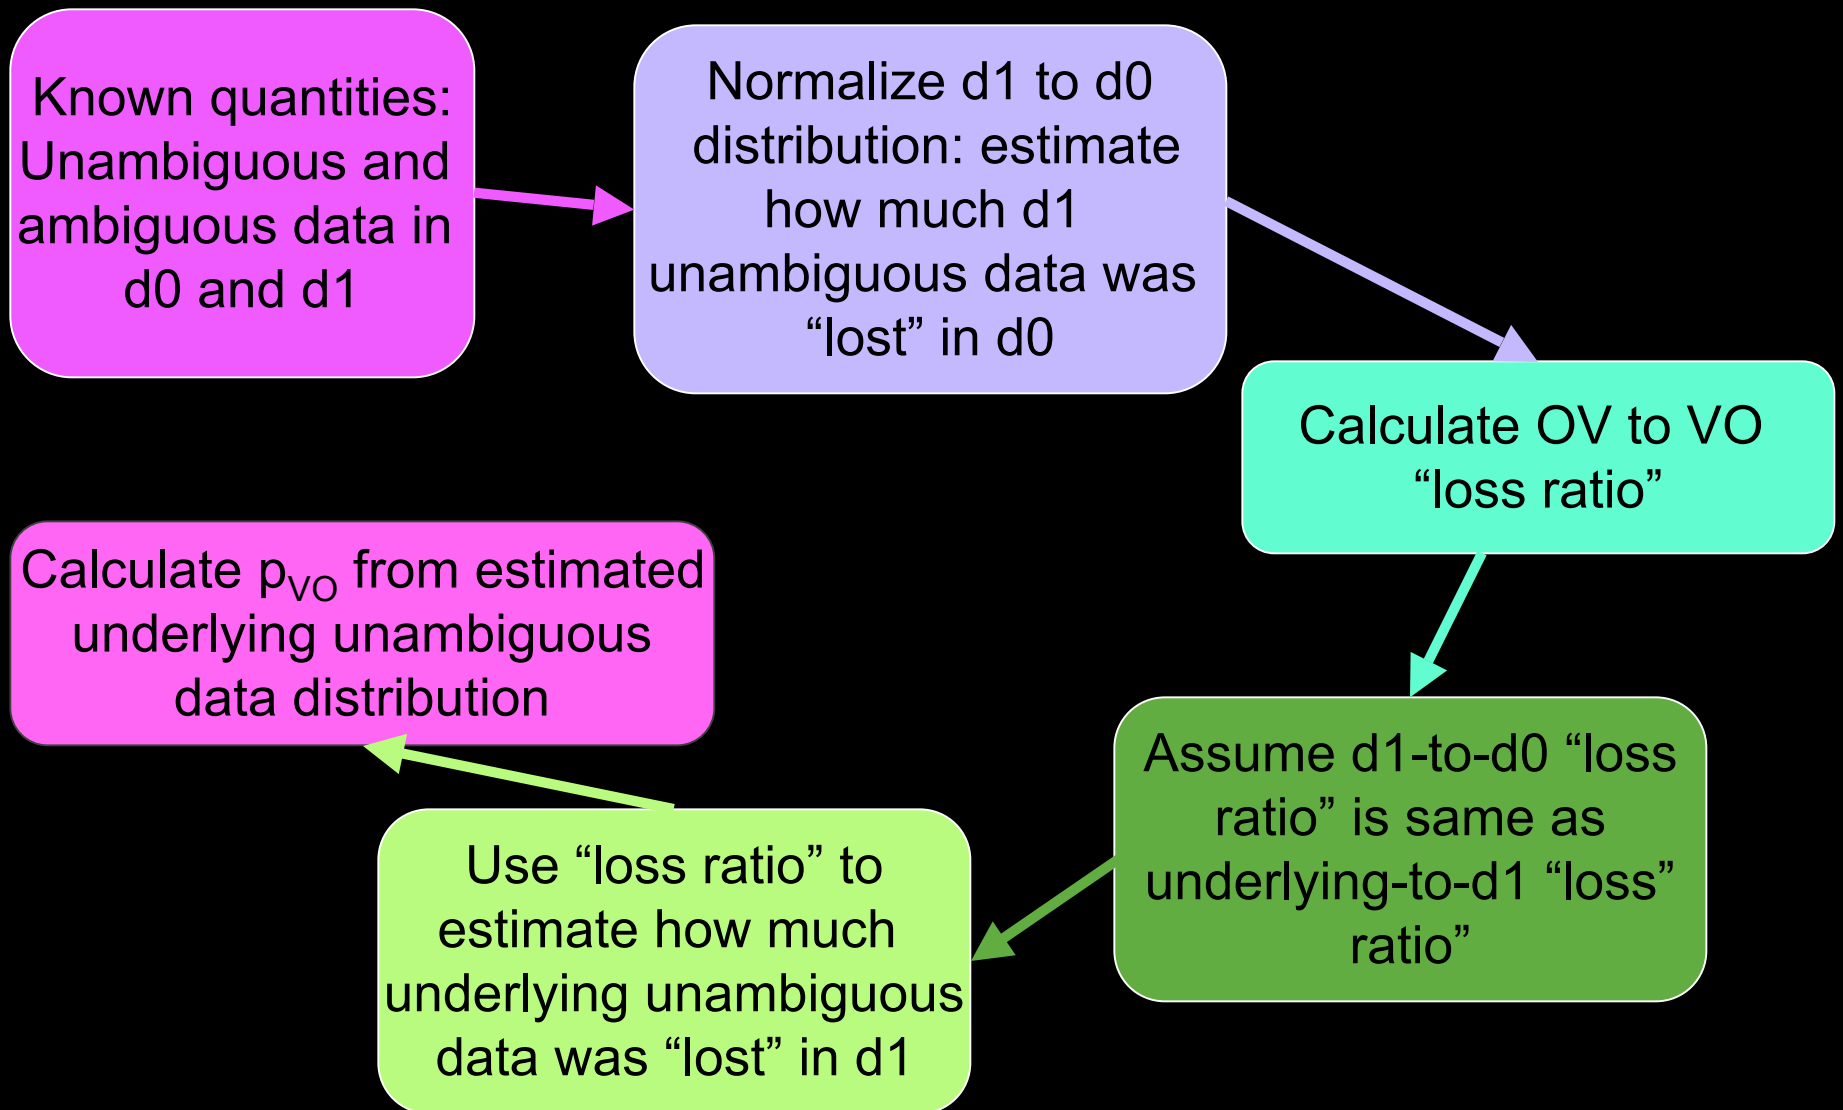 Known quantities:
Unambiguous and
ambiguous data in
d0 and d1
Normalize d1 to d0
distribution: estimate
how much d1
unambiguous data was
“lost” in d0
Calculate OV to VO
“loss ratio”
Assume d1-to-d0 “loss
ratio” is same as
underlying-to-d1 “loss”
ratio”
Use “loss ratio” to
estimate how much
underlying unambiguous
data was “lost” in d1
Calculate pVO from estimated
underlying unambiguous
data distribution